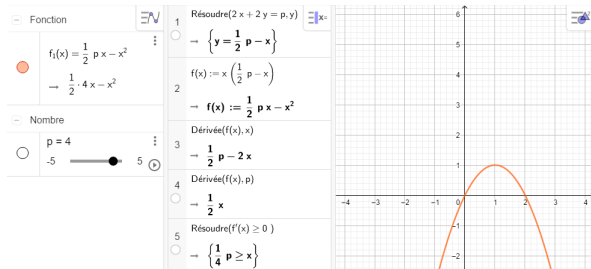 Fonction
f₁(x) = 1/2 p x − x²
→ 1/2 · 4 x − x²
Nombre
p = 4
-5 5
1 Résoudre(2 x + 2 y = p, y)
→ {y = 1/2 p − x}
2 f(x) := x (1/2 p − x)
→ f(x) := 1/2 p x − x²
3 Dérivée(f(x), x)
→ 1/2 p − 2 x
4 Dérivée(f(x), p)
→ 1/2 x
5 Résoudre(f'(x) ≥ 0 )
→ {1/4 p ≥ x}
N
x=
6
5
4
3
2
1
−4 −3 −2 −1 0 1 2 3 4
−1
−2